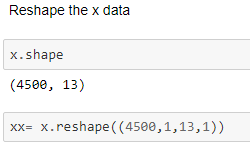 Reshape the x data
x.shape
(4500, 13)
xx= x.reshape((4500,1,13,1))